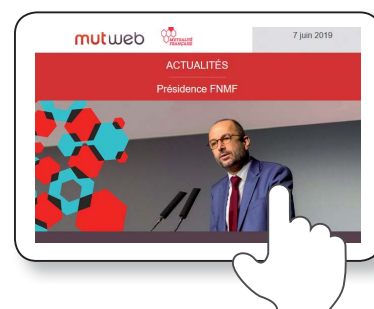 mutweb
MUTUALITÉ
FRANÇAISE
7 juin 2019
ACTUALITÉS
Présidence FNMF